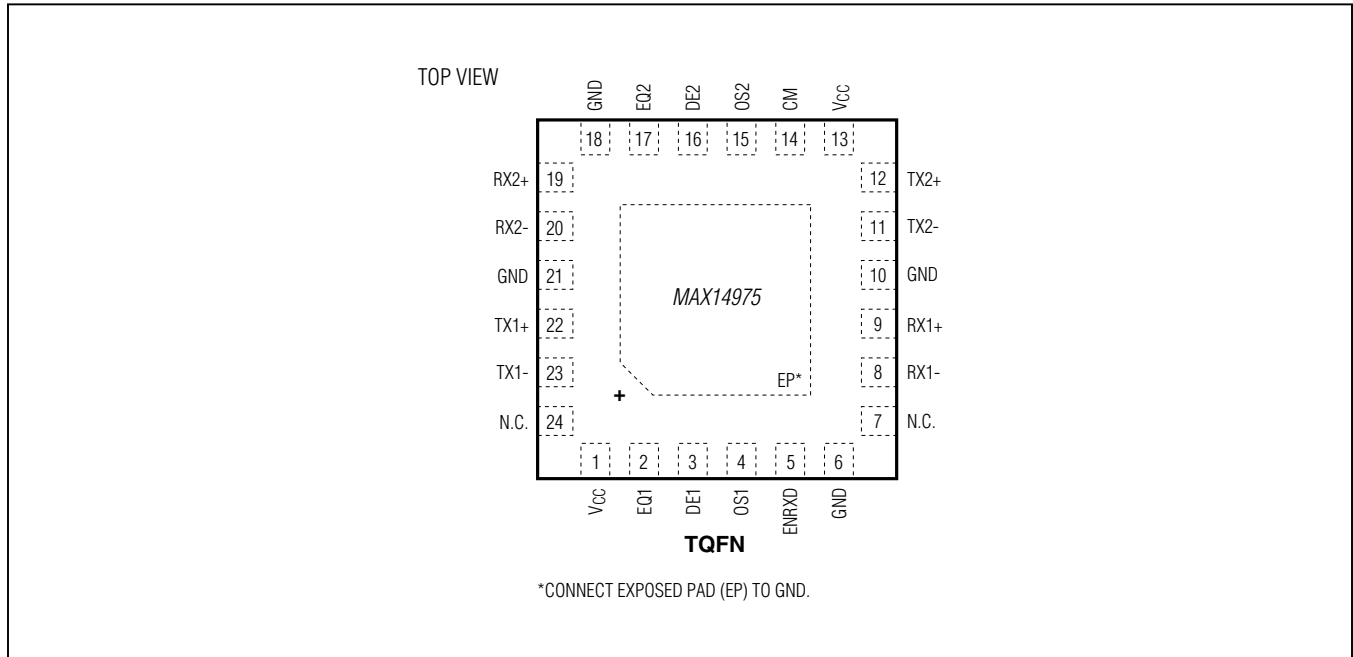 TOP VIEW
GND EQ2 DE2 OS2 CM VCC
18 17 16 15 14 13
RX2+ 19 12 TX2+
RX2- 20 11 TX2-
GND 21 10 GND
MAX14975
TX1+ 22 9 RX1+
TX1- 23 8 RX1-
EP*
+
N.C. 24 7 N.C.
1 2 3 4 5 6
VCC EQ1 DE1 OS1 ENRXD GND
TQFN
*CONNECT EXPOSED PAD (EP) TO GND.